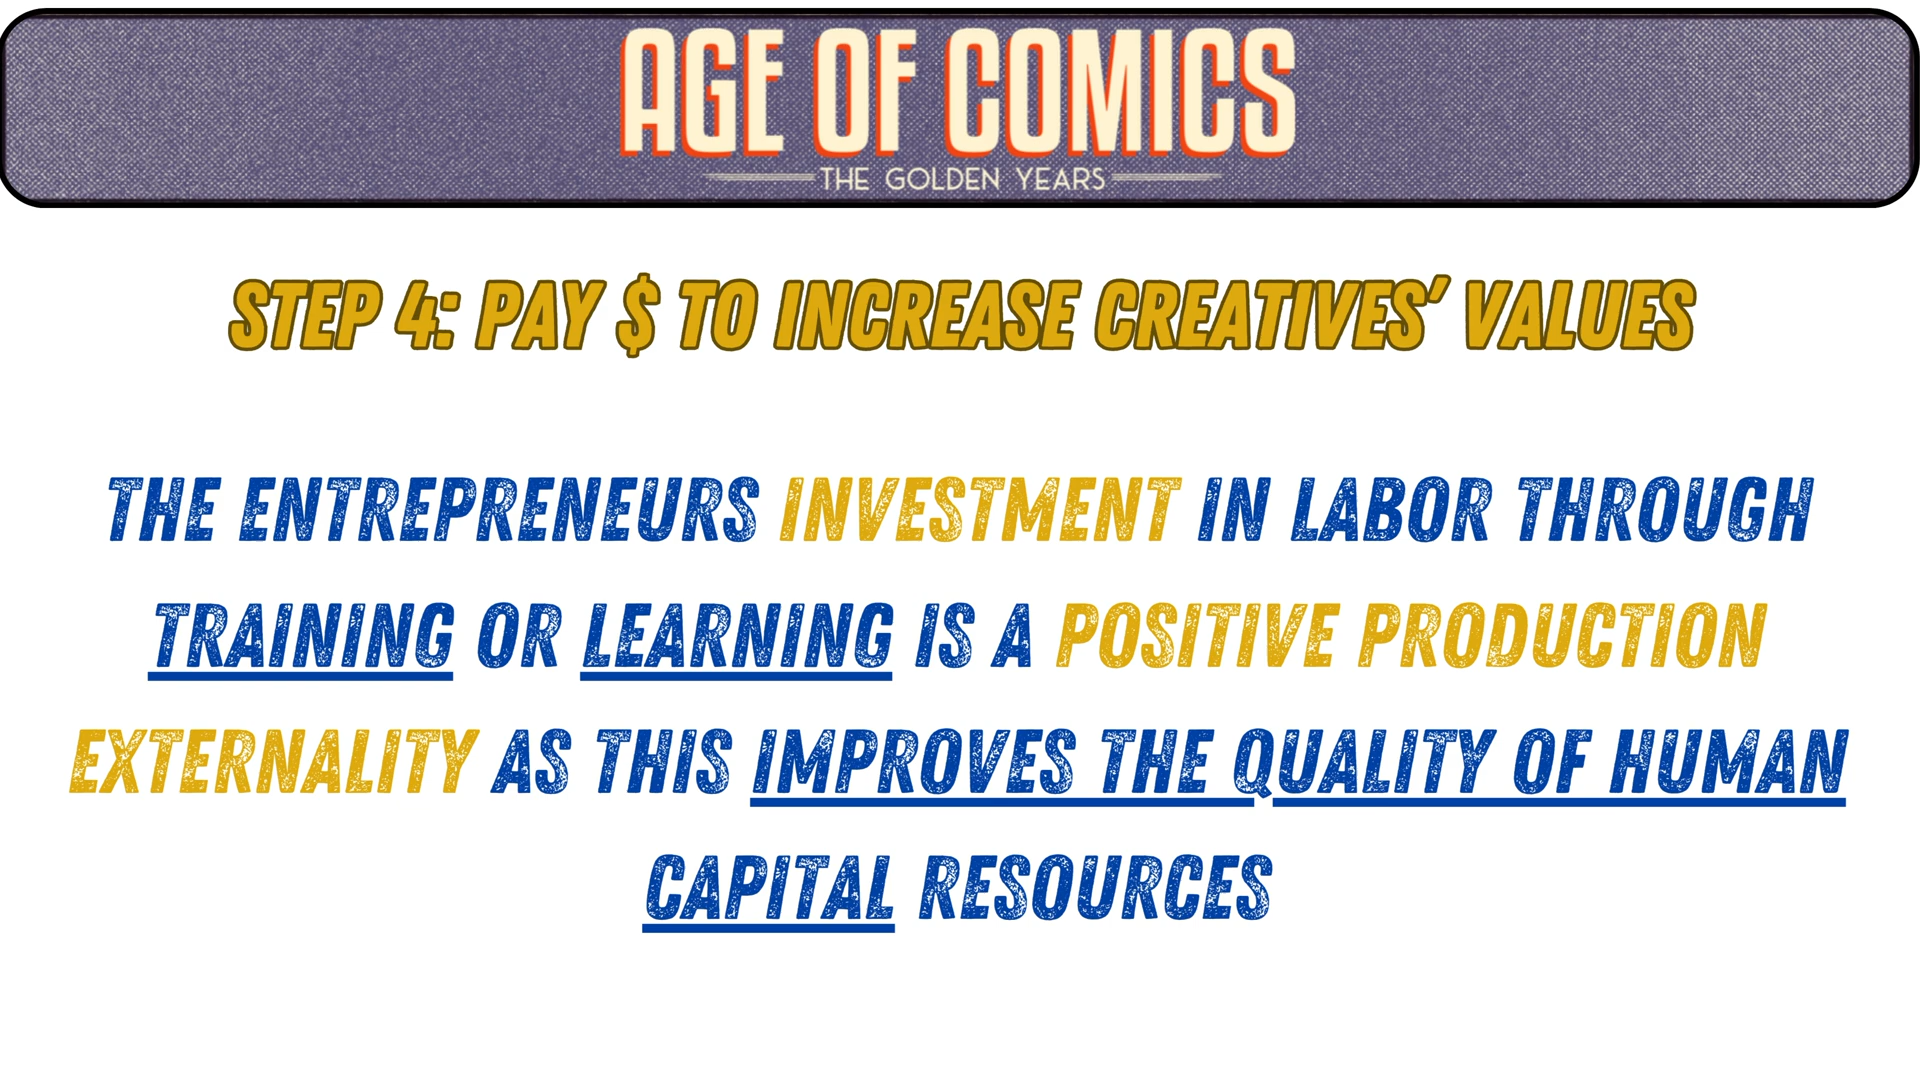 AGE OF COMICS
THE GOLDEN YEARS
STEP 4: PAY $ TO INCREASE CREATIVES' VALUES
THE ENTREPRENEURS INVESTMENT IN LABOR THROUGH
TRAINING OR LEARNING IS A POSITIVE PRODUCTION
EXTERNALITY AS THIS IMPROVES THE QUALITY OF HUMAN
CAPITAL RESOURCES